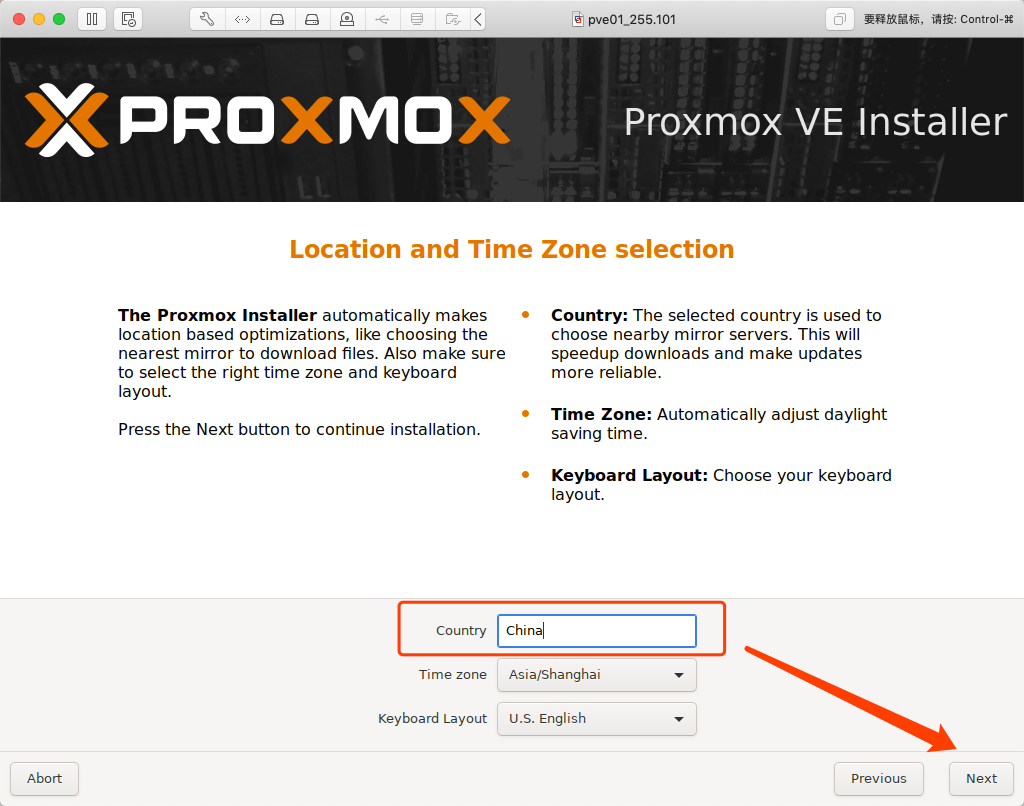 pve01_255.101
要释放鼠标，请按: Control-⌘
PROXMOX
Proxmox VE Installer
Location and Time Zone selection
The Proxmox Installer automatically makes
location based optimizations, like choosing the
nearest mirror to download files. Also make sure
to select the right time zone and keyboard
layout.
Press the Next button to continue installation.
Country: The selected country is used to
choose nearby mirror servers. This will
speedup downloads and make updates
more reliable.
Time Zone: Automatically adjust daylight
saving time.
Keyboard Layout: Choose your keyboard
layout.
Country China
Time zone Asia/Shanghai
Keyboard Layout U.S. English
Abort Previous Next